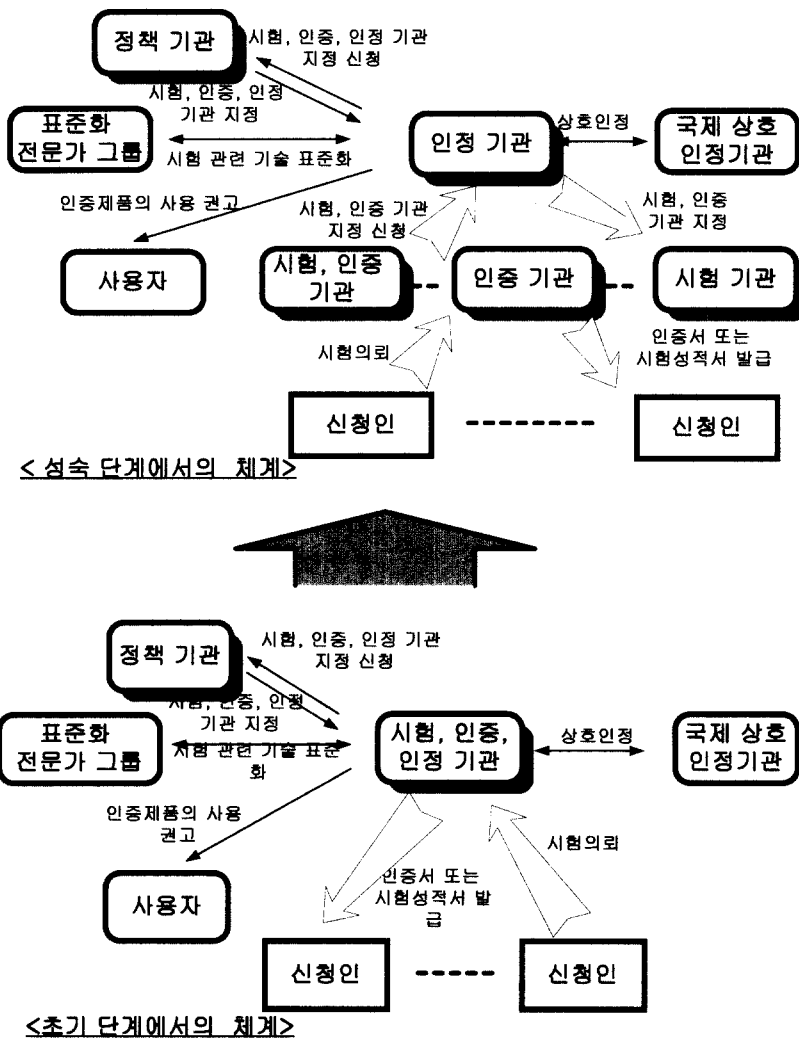 정책 기관
시험, 인증, 인정 기관
지정 신청
시험, 인증, 인정
기관 지정
표준화
전문가 그룹
시험 관련 기술 표준화
인정 기관
상호인정
국제 상호
인정기관
인증제품의 사용 권고
시험, 인증 기관
지정 신청
시험, 인증
기관 지정
사용자
시험, 인증
기관
인증 기관
시험 기관
시험의뢰
인증서 또는
시험성적서 발급
신청인
신청인
< 성숙 단계에서의 체계>
정책 기관
시험, 인증, 인정 기관
지정 신청
시험, 인증, 인정
기관 지정
표준화
전문가 그룹
시험 관련 기술 표준
화
시험, 인증,
인정 기관
상호인정
국제 상호
인정기관
인증제품의 사용
권고
시험의뢰
사용자
인증서 또는
시험성적서 발
급
신청인
신청인
<초기 단계에서의 체계>